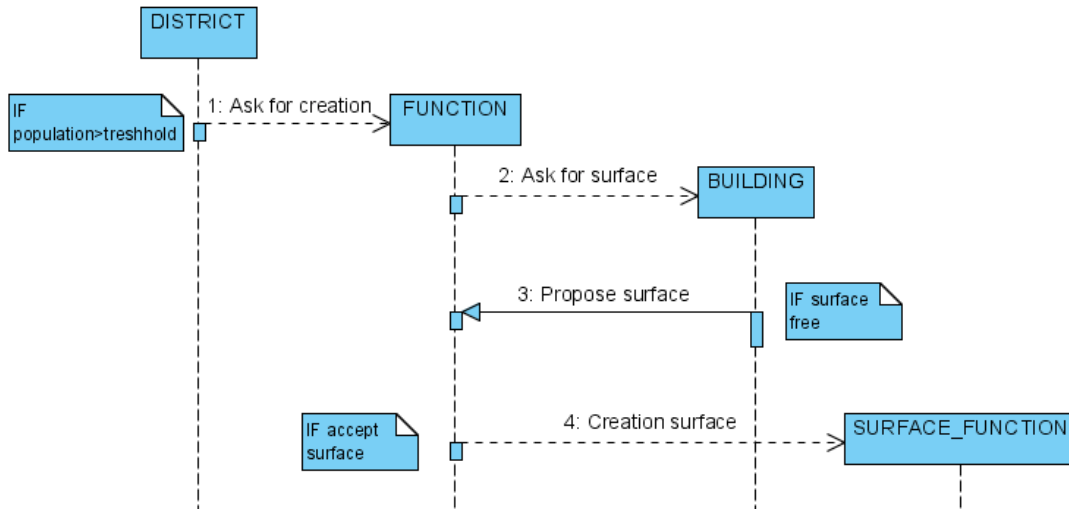 DISTRICT
IF
population>treshhold
1: Ask for creation
FUNCTION
2: Ask for surface
BUILDING
3: Propose surface
IF surface
free
IF accept
surface
4: Creation surface
SURFACE_FUNCTION